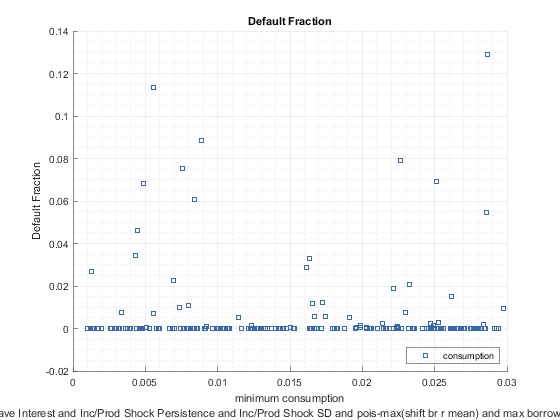 Default Fraction
0.14
0.12
0.1
0.08
0.06
0.04
0.02
0
-0.02
Default Fraction
consumption
0 0.005 0.01 0.015 0.02 0.025 0.03
minimum consumption
ave Interest and Inc/Prod Shock Persistence and Inc/Prod Shock SD and pois-max(shift br r mean) and max borrow